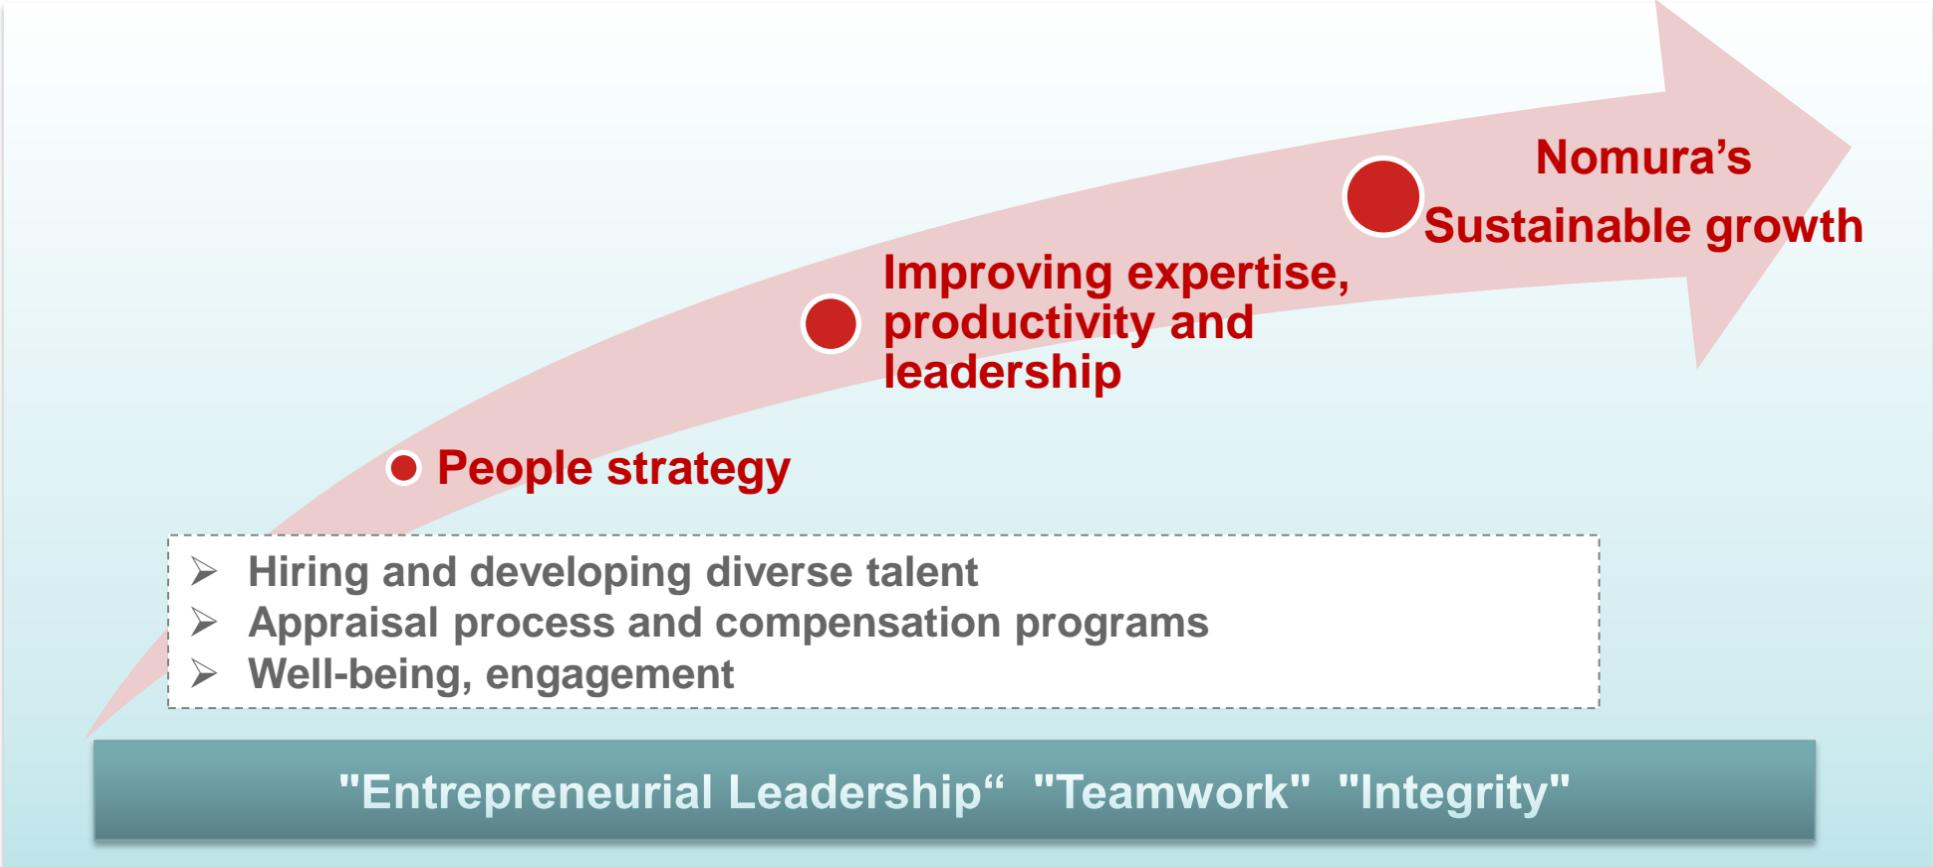 Nomura’s
Sustainable growth
Improving expertise,
productivity and
leadership
People strategy
➢ Hiring and developing diverse talent
➢ Appraisal process and compensation programs
➢ Well-being, engagement
"Entrepreneurial Leadership“ "Teamwork" "Integrity"